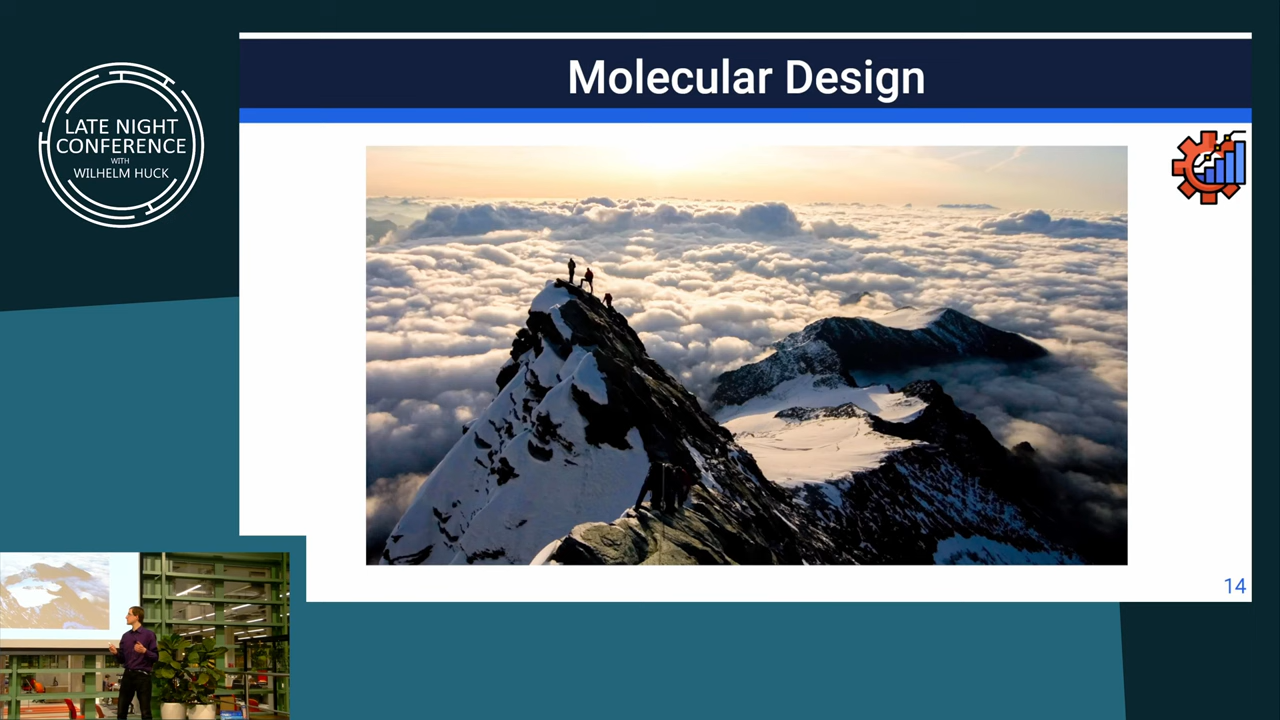 LATE NIGHT
CONFERENCE
WITH
WILHELM HUCK
Molecular Design
14